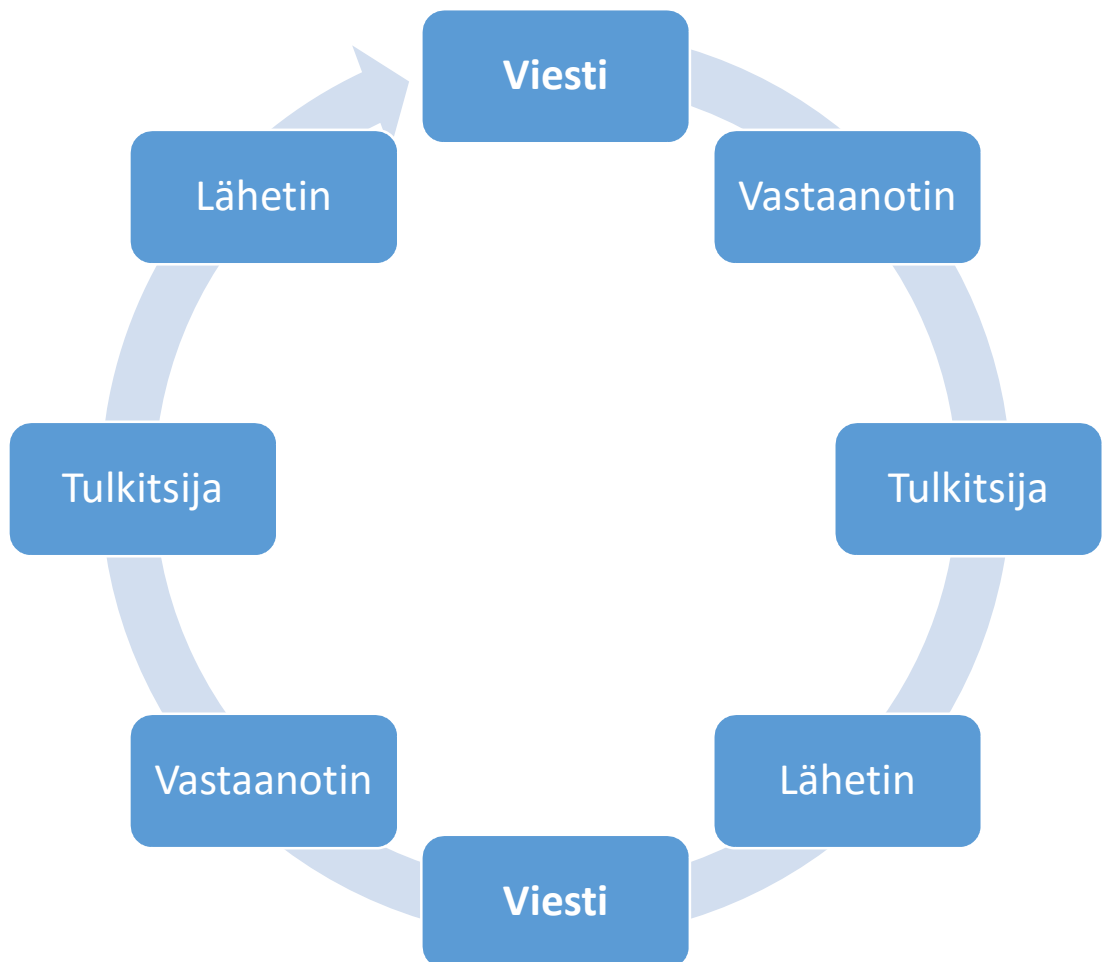 Viesti
Vastaanotin
Tulkitsija
Lähetin
Viesti
Vastaanotin
Tulkitsija
Lähetin